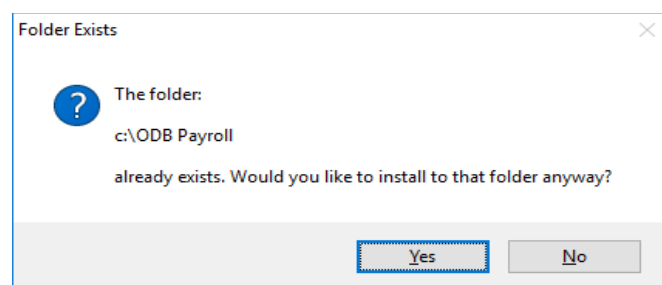 Folder Exists
?
The folder:
c:\ODB Payroll
already exists. Would you like to install to that folder anyway?
Yes No